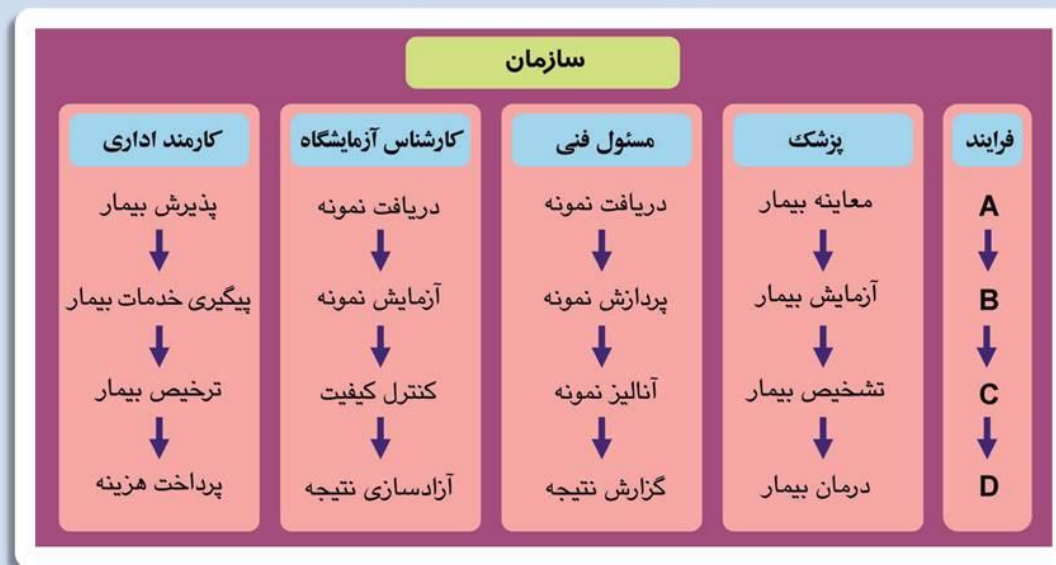 سازمان
فرایند
پزشک
مسئول فنی
کارشناس آزمایشگاه
کارمند اداری
A
معاینه بیمار
دریافت نمونه
دریافت نمونه
پذیرش بیمار
B
آزمایش بیمار
پردازش نمونه
آزمایش نمونه
پیگیری خدمات بیمار
C
تشخیص بیمار
آنالیز نمونه
کنترل کیفیت
ترخیص بیمار
D
درمان بیمار
گزارش نتیجه
آزادسازی نتیجه
پرداخت هزینه